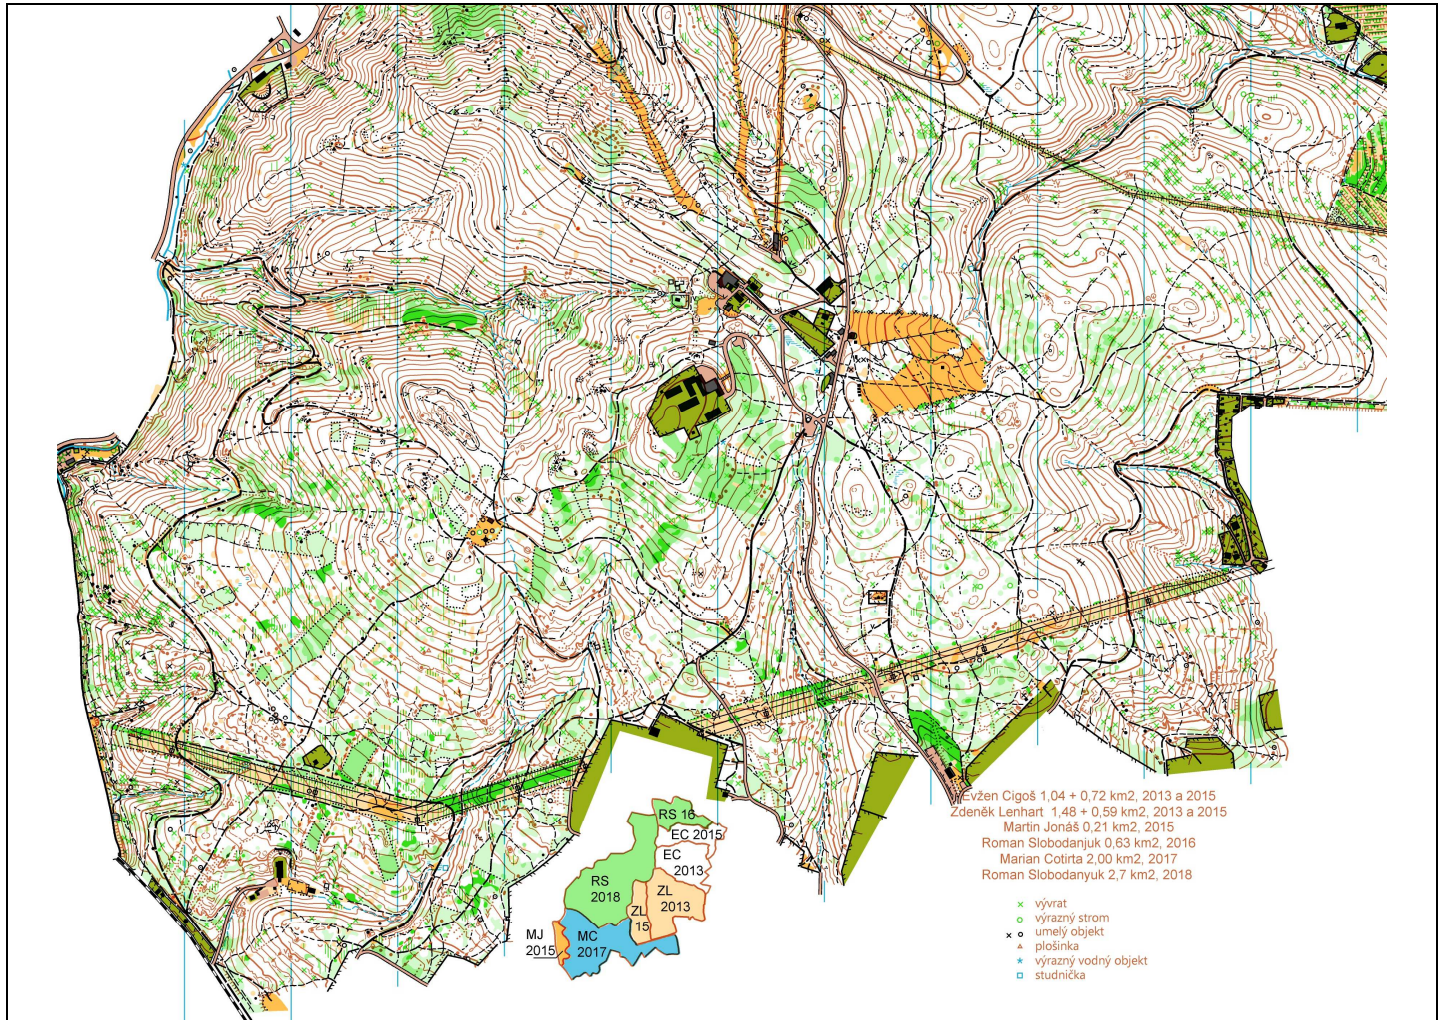 Evžen Cigoš 1,04 + 0,72 km2, 2013 a 2015
Zdeněk Lenhart 1,48 + 0,59 km2, 2013 a 2015
Martin Jonáš 0,21 km2, 2015
Roman Slobodanjuk 0,63 km2, 2016
Marian Cotirta 2,00 km2, 2017
Roman Slobodanyuk 2,7 km2, 2018
RS 16
EC 2015
EC
2013
RS
2018
ZL
2013
ZL
15
MJ
2015
MC
2017
vývrat
výrazný strom
umelý objekt
plošinka
výrazný vodný objekt
studnička